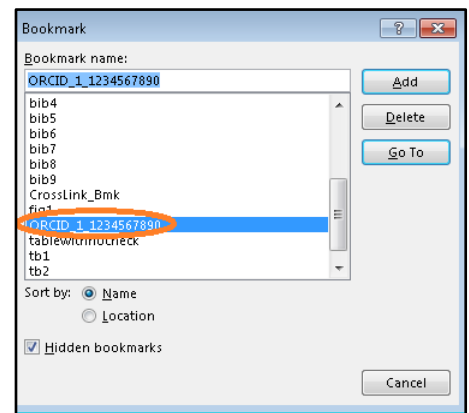 Bookmark
?
Bookmark name:
ORCID_1_1234567890
Add
bib4
bib5
Delete
bib6
bib7
Go To
bib8
bib9
CrossLink_Bmk
fig1
ORCID_1_1234567890
tablewithnocheck
tb1
tb2
Sort by: Name
Location
Hidden bookmarks
Cancel